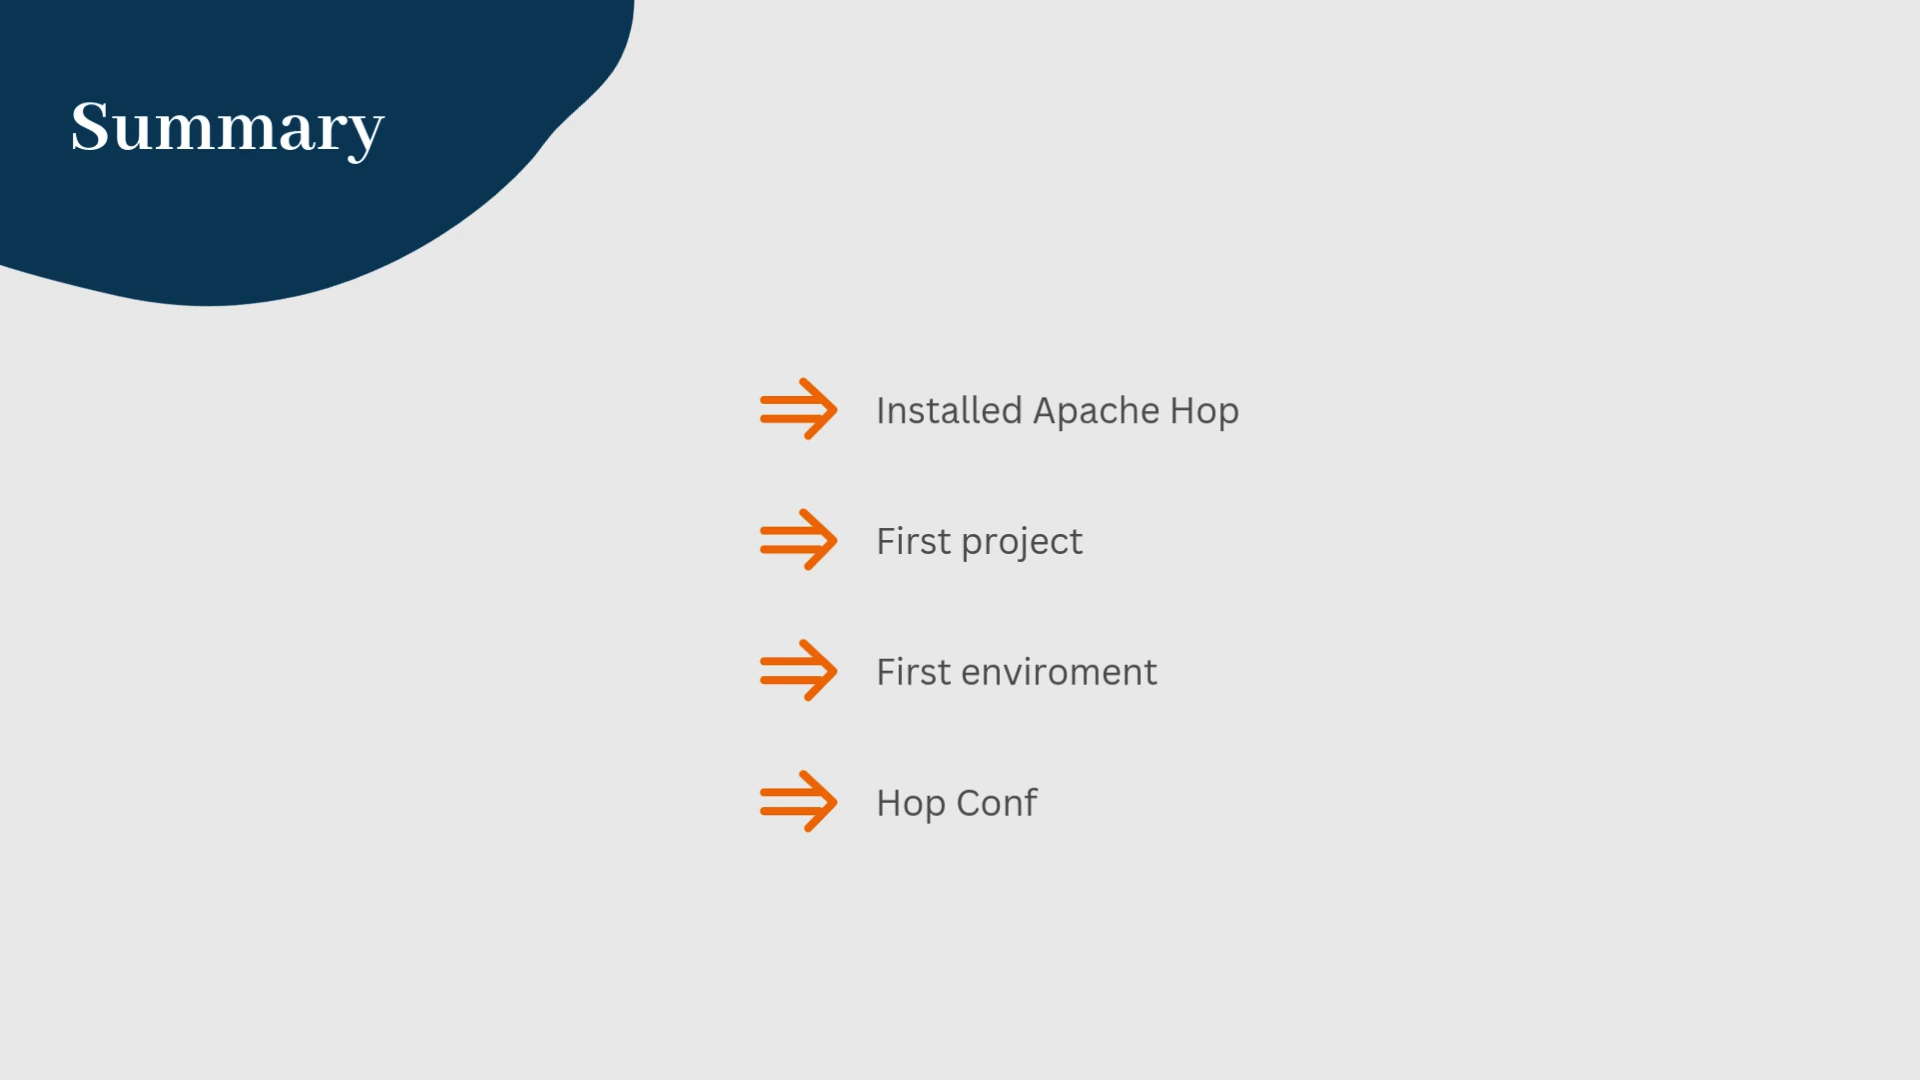 Summary
Installed Apache Hop
First project
First enviroment
Hop Conf